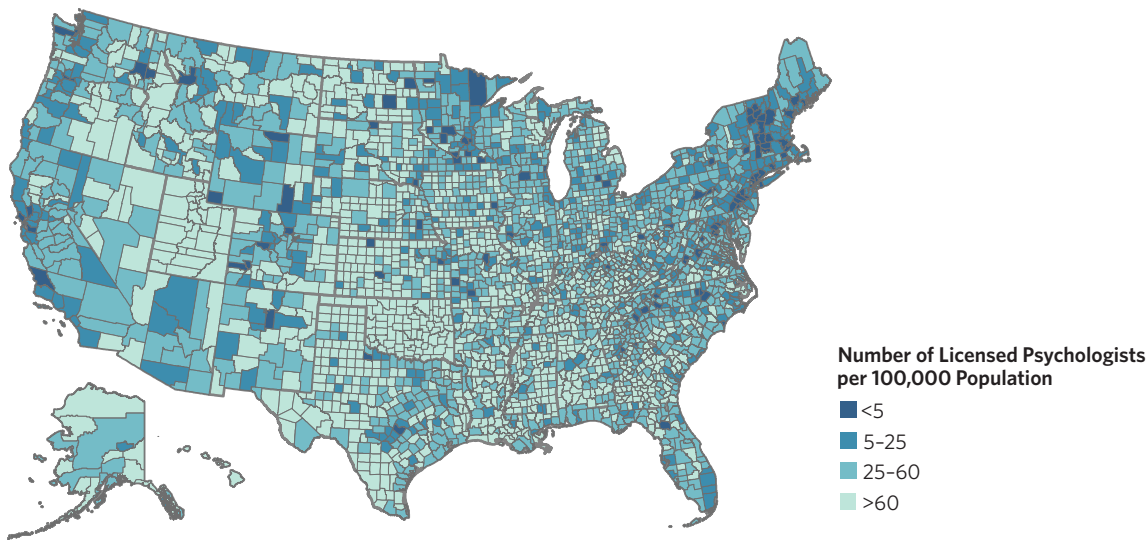 Number of Licensed Psychologists
per 100,000 Population
<5
5–25
25–60
>60